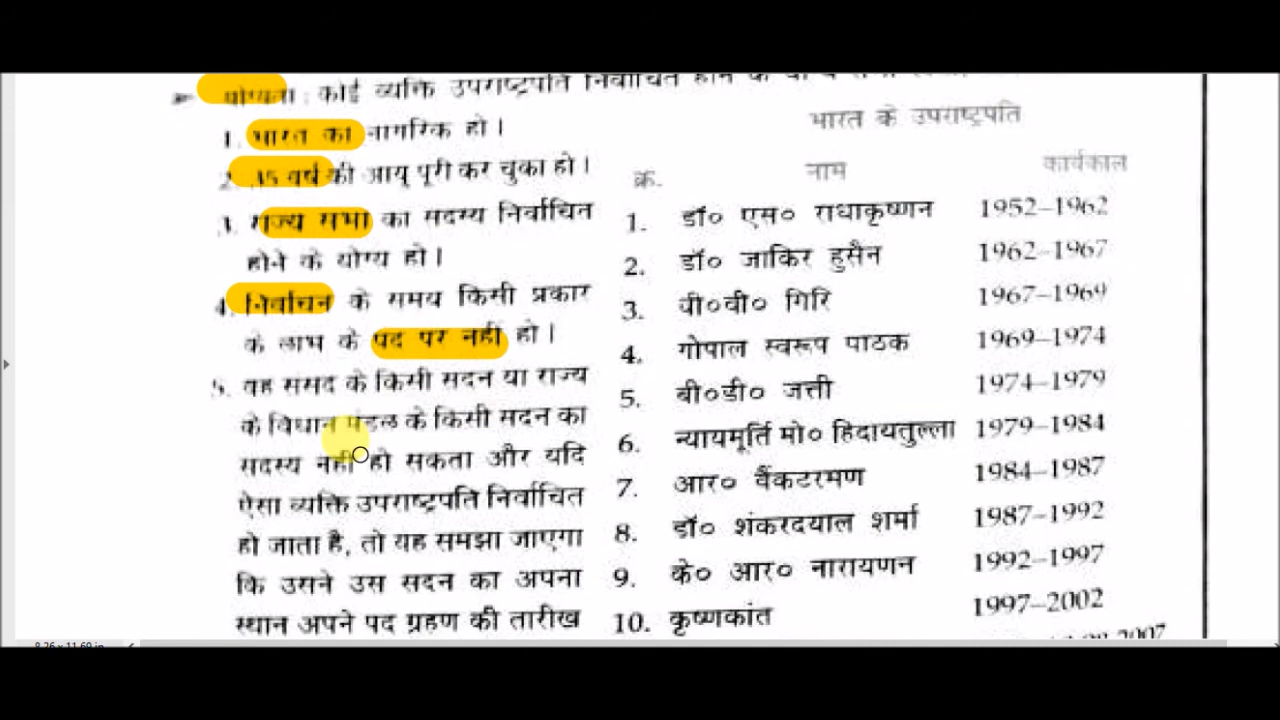 योग्यता : कोई व्यक्ति उपराष्ट्रपति निर्वाचित होने के
1. भारत का नागरिक हो।
2. 35 वर्ष की आयु पूरी कर चुका हो।
3. राज्य सभा का सदस्य निर्वाचित
होने के योग्य हो।
4. निर्वाचन के समय किसी प्रकार
के लाभ के पद पर नहीं हो।
5. वह संसद के किसी सदन या राज्य
के विधान मंडल के किसी सदन का
सदस्य नहीं हो सकता और यदि
ऐसा व्यक्ति उपराष्ट्रपति निर्वाचित
हो जाता है, तो यह समझा जाएगा
कि उसने उस सदन का अपना
स्थान अपने पद ग्रहण की तारीख
भारत के उपराष्ट्रपति
क्र. नाम कार्यकाल
1. डॉ० एस० राधाकृष्णन 1952–1962
2. डॉ० जाकिर हुसैन 1962–1967
3. वी०वी० गिरि 1967–1969
4. गोपाल स्वरूप पाठक 1969–1974
5. बी०डी० जत्ती 1974–1979
6. न्यायमूर्ति मो० हिदायतुल्ला 1979–1984
7. आर० वैंकटरमण 1984–1987
8. डॉ० शंकरदयाल शर्मा 1987–1992
9. के० आर० नारायणन 1992–1997
10. कृष्णकांत 1997–2002
8.26 x 11.69 in